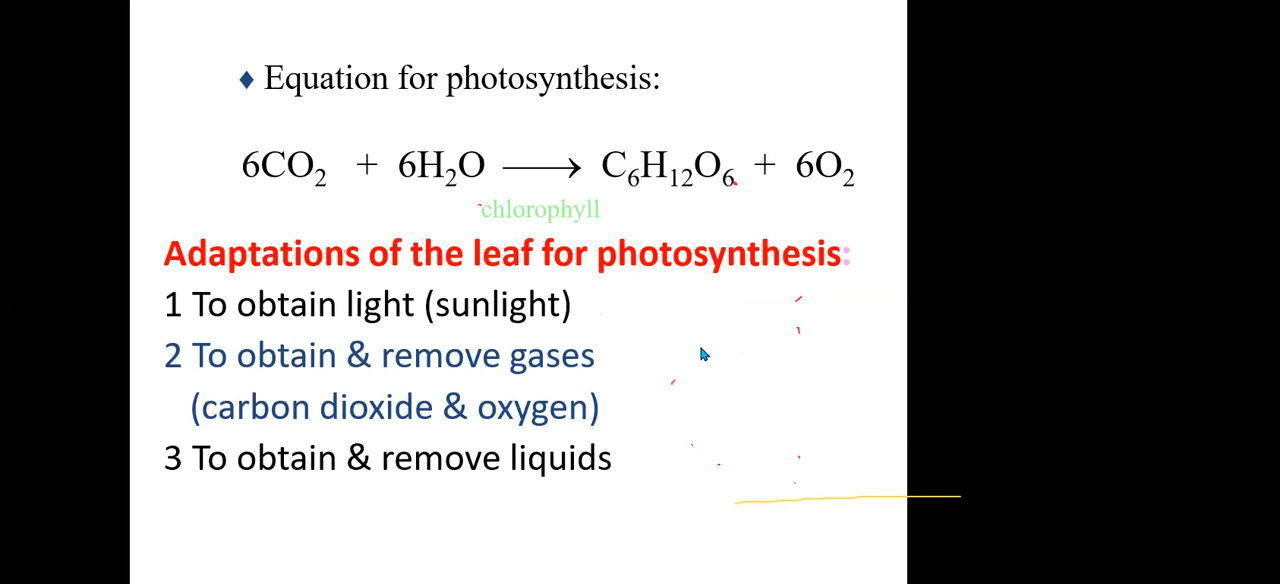 ♦ Equation for photosynthesis:
6CO₂ + 6H₂O ⟶ C₆H₁₂O₆ + 6O₂
chlorophyll
Adaptations of the leaf for photosynthesis:
1 To obtain light (sunlight)
2 To obtain & remove gases
(carbon dioxide & oxygen)
3 To obtain & remove liquids